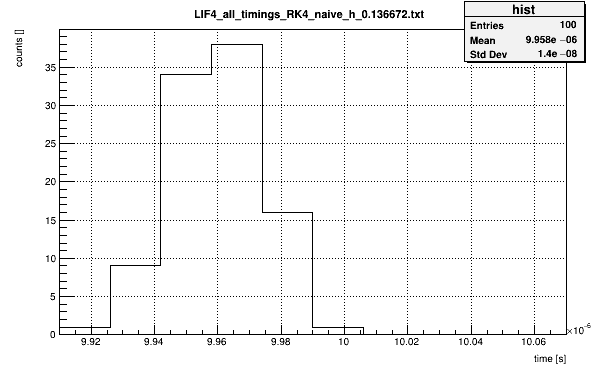 LIF4_all_timings_RK4_naive_h_0.136672.txt
hist
Entries 100
Mean 9.958e −06
Std Dev 1.4e −08
counts []
35
30
25
20
15
10
5
0
9.92 9.94 9.96 9.98 10 10.02 10.04 10.06
×10⁻⁶
time [s]